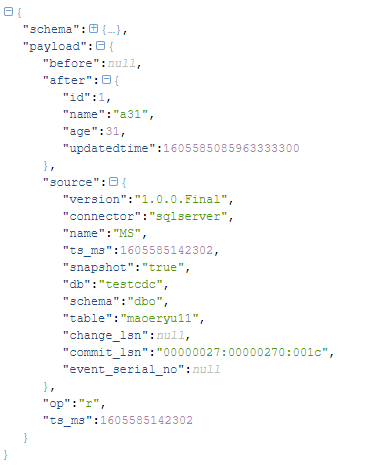 {
"schema":{...},
"payload":{
"before":null,
"after":{
"id":1,
"name":"a31",
"age":31,
"updatedtime":1605585085963333300
},
"source":{
"version":"1.0.0.Final",
"connector":"sqlserver",
"name":"MS",
"ts_ms":1605585142302,
"snapshot":"true",
"db":"testcdc",
"schema":"dbo",
"table":"maoeryu11",
"change_lsn":null,
"commit_lsn":"00000027:00000270:001c",
"event_serial_no":null
},
"op":"r",
"ts_ms":1605585142302
}
}